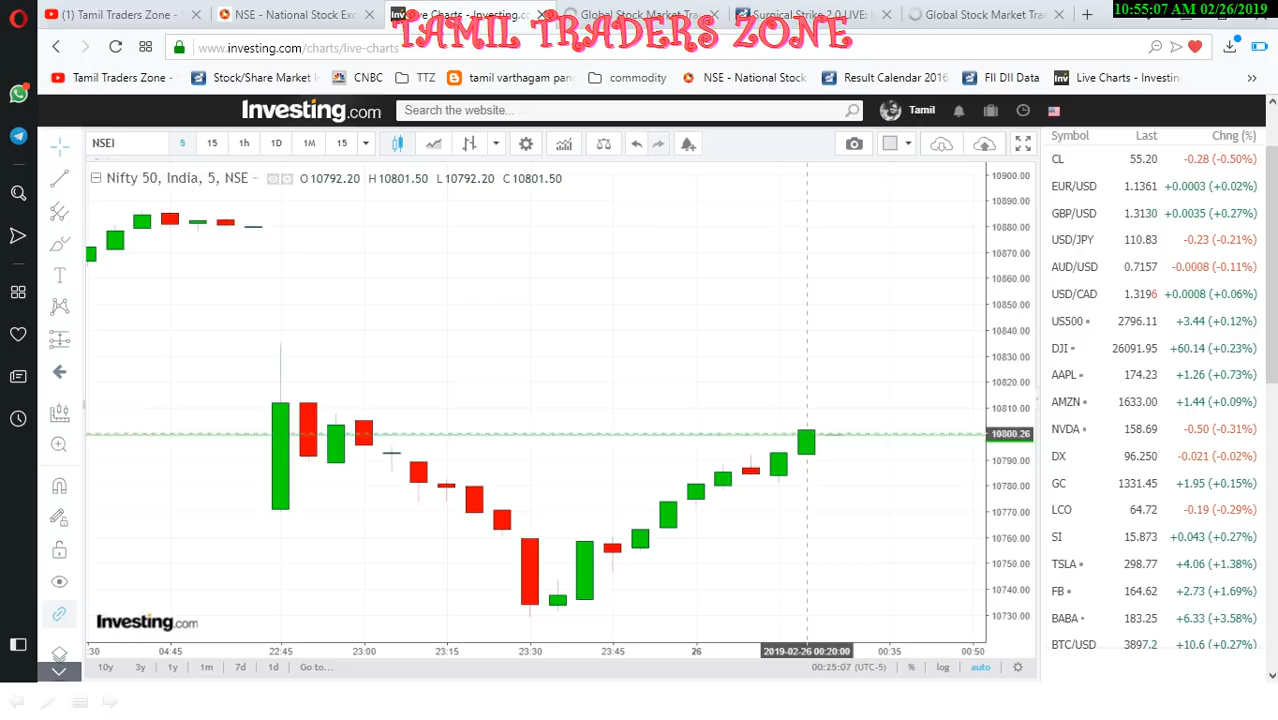 (1) Tamil Traders Zone -
NSE - National Stock Exc
Live Charts - Investing.cc
Global Stock Market Tra
Surgical Strike 2.0 LIVE:
Global Stock Market Tra
10:55:07 AM 02/26/2019
TAMIL TRADERS ZONE
www.investing.com/charts/live-charts
Tamil Traders Zone -
Stock/Share Market
CNBC
TTZ
tamil varthagam pan
commodity
NSE - National Stock
Result Calendar 2016
FII DII Data
Live Charts - Investin
Investing.com
Search the website...
Tamil
NSEI
5 15 1h 1D 1M 15
Nifty 50, India, 5, NSE
O 10792.20 H 10801.50 L 10792.20 C 10801.50
10900.00
10890.00
10880.00
10870.00
10860.00
10850.00
10840.00
10830.00
10820.00
10810.00
10800.26
10790.00
10780.00
10770.00
10760.00
10750.00
10740.00
10730.00
Investing.com
:30 04:45 22:45 23:00 23:15 23:30 23:45 26 2019-02-26 00:20:00 00:35 00:50
10y 3y 1y 1m 7d 1d Go to... 00:25:07 (UTC-5) % log auto
Symbol Last Chng (%)
CL 55.20 -0.28 (-0.50%)
EUR/USD 1.1361 +0.0003 (+0.02%)
GBP/USD 1.3130 +0.0035 (+0.27%)
USD/JPY 110.83 -0.23 (-0.21%)
AUD/USD 0.7157 -0.0008 (-0.11%)
USD/CAD 1.3196 +0.0008 (+0.06%)
US500 2796.11 +3.44 (+0.12%)
DJI 26091.95 +60.14 (+0.23%)
AAPL 174.23 +1.26 (+0.73%)
AMZN 1633.00 +1.44 (+0.09%)
NVDA 158.69 -0.50 (-0.31%)
DX 96.250 -0.021 (-0.02%)
GC 1331.45 +1.95 (+0.15%)
LCO 64.72 -0.19 (-0.29%)
SI 15.873 +0.043 (+0.27%)
TSLA 298.77 +4.06 (+1.38%)
FB 164.62 +2.73 (+1.69%)
BABA 183.25 +6.33 (+3.58%)
BTC/USD 3897.2 +10.6 (+0.27%)